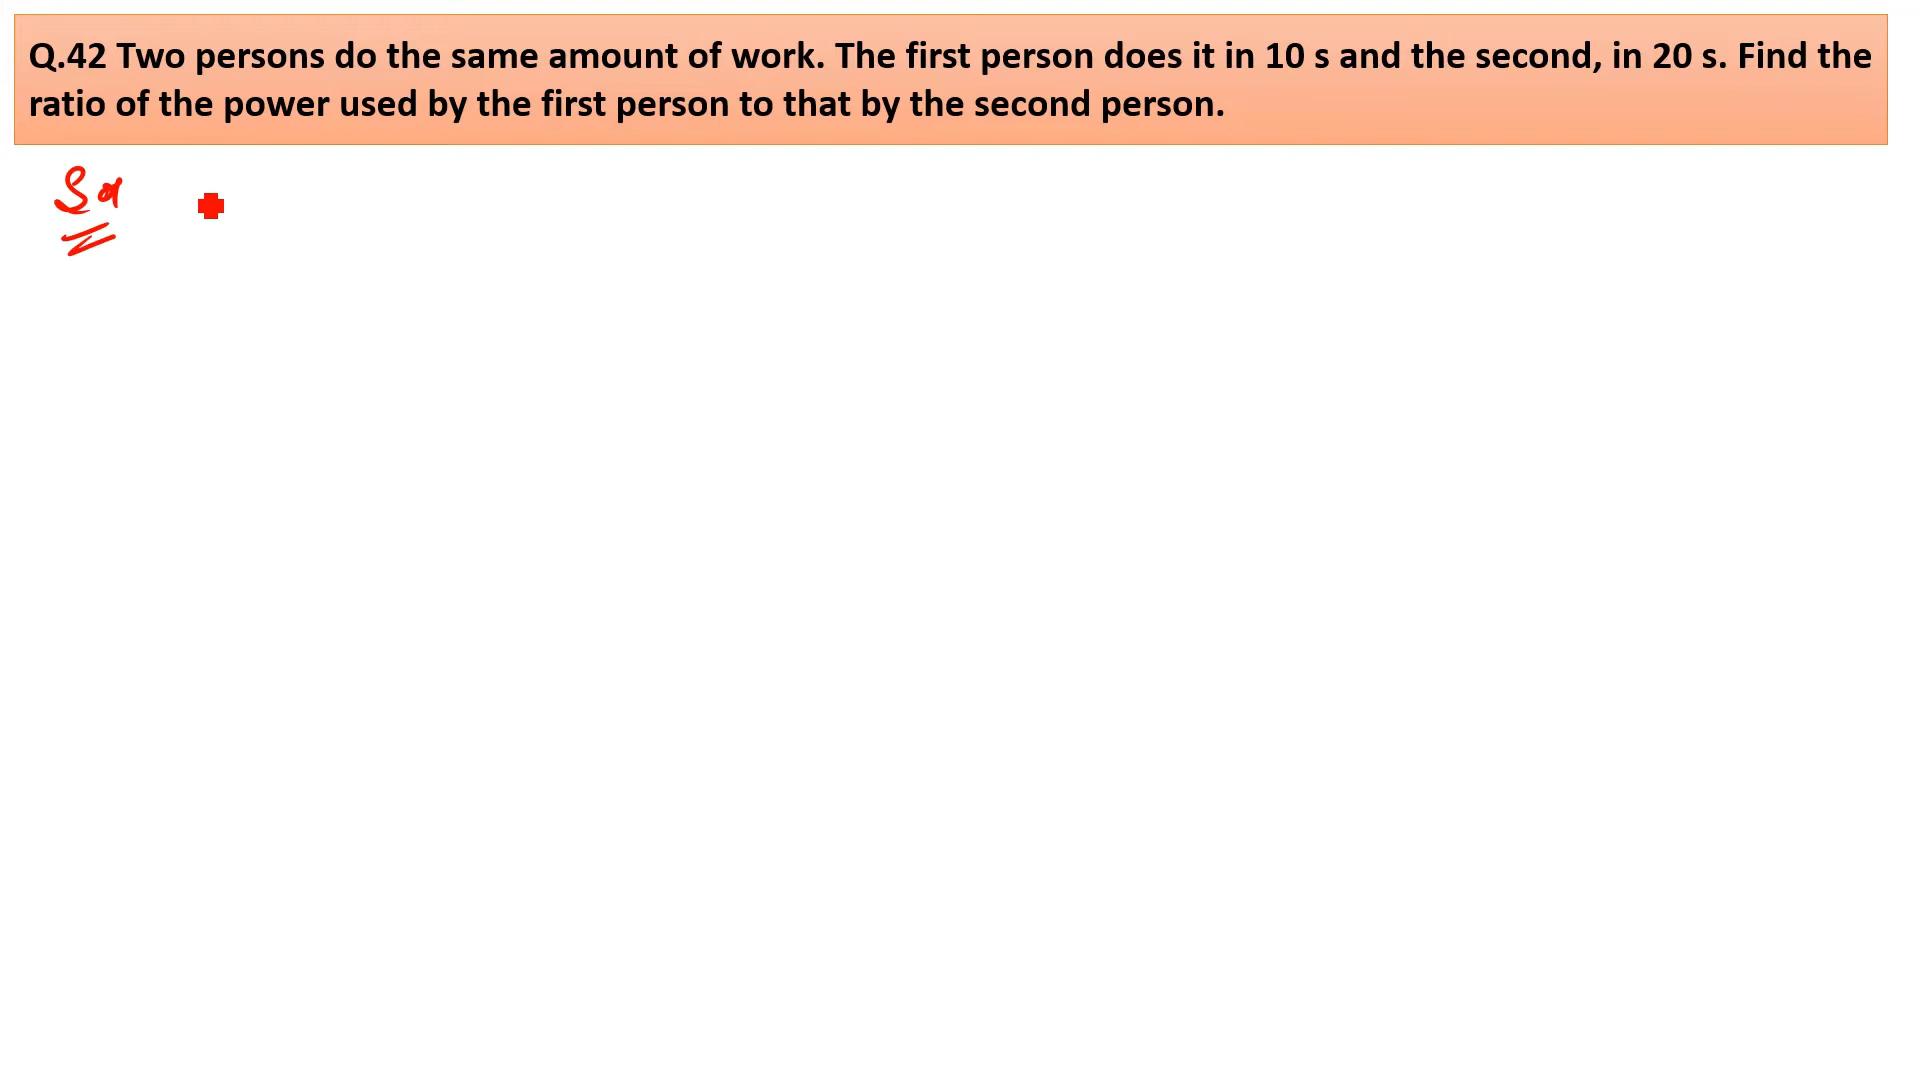 Q.42 Two persons do the same amount of work. The first person does it in 10 s and the second, in 20 s. Find the
ratio of the power used by the first person to that by the second person.